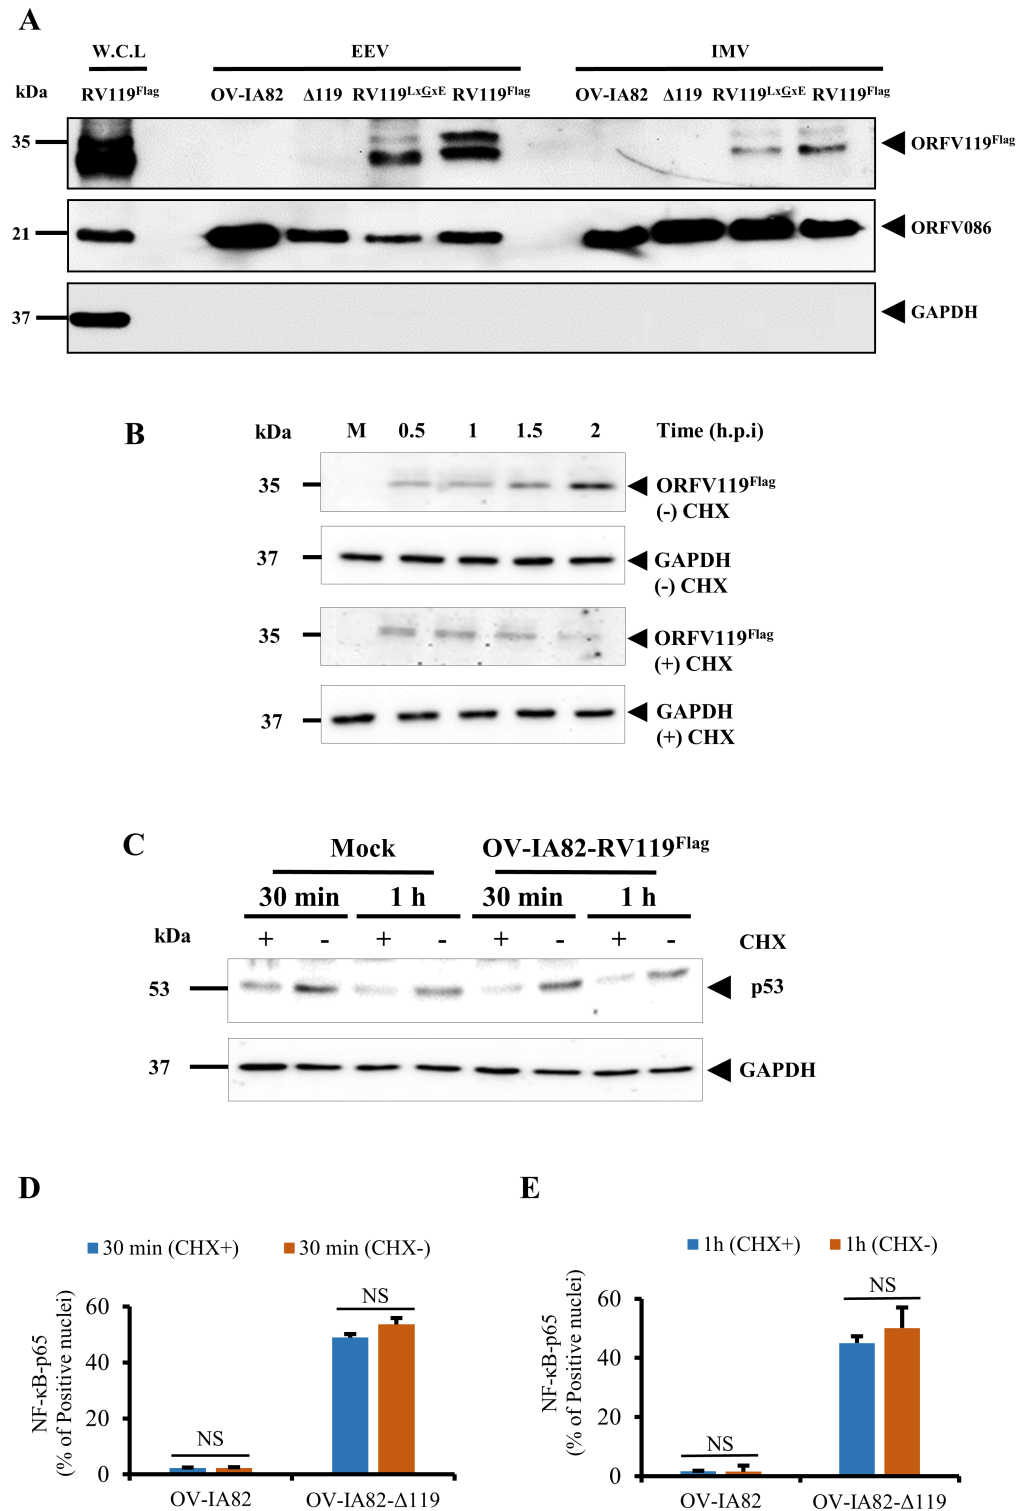 A
W.C.L EEV IMV
kDa RV119Flag OV-IA82 Δ119 RV119LxGxE RV119Flag OV-IA82 Δ119 RV119LxGxE RV119Flag
35 ORFV119Flag
21 ORFV086
37 GAPDH
B
kDa M 0.5 1 1.5 2 Time (h.p.i)
35 ORFV119Flag
(-) CHX
37 GAPDH
(-) CHX
35 ORFV119Flag
(+) CHX
37 GAPDH
(+) CHX
C
Mock OV-IA82-RV119Flag
30 min 1 h 30 min 1 h
kDa + - + - + - + - CHX
53 p53
37 GAPDH
D
30 min (CHX+) 30 min (CHX-)
NF-κB-p65
(% of Positive nuclei)
60
40
20
0
NS
NS
OV-IA82 OV-IA82-Δ119
E
1h (CHX+) 1h (CHX-)
NF-κB-p65
(% of Positive nuclei)
60
40
20
0
NS
NS
OV-IA82 OV-IA82-Δ119